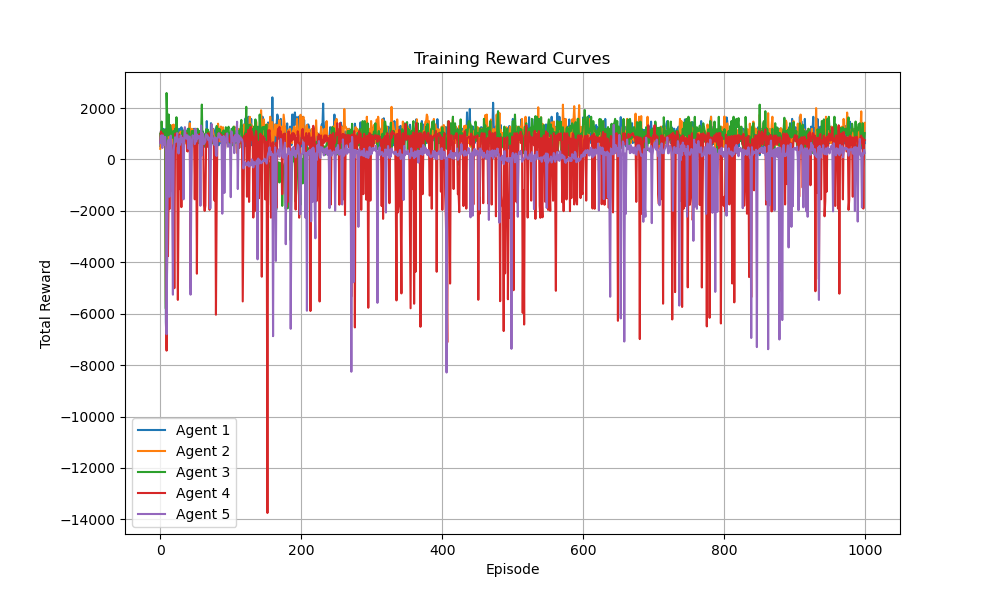 Training Reward Curves
2000
0
−2000
−4000
−6000
−8000
−10000
−12000
−14000
Total Reward
Agent 1
Agent 2
Agent 3
Agent 4
Agent 5
0 200 400 600 800 1000
Episode